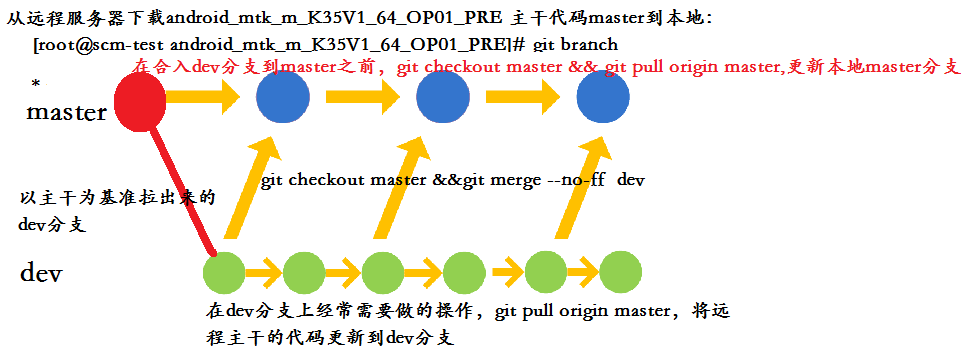 从远程服务器下载android_mtk_m_K35V1_64_OP01_PRE 主干代码master到本地：
[root@scm-test android_mtk_m_K35V1_64_OP01_PRE]# git branch
在合入dev分支到master之前，git checkout master && git pull origin master,更新本地master分支
*
master
git checkout master &&git merge --no-ff dev
以主干为基准拉出来的
dev分支
dev
在dev分支上经常需要做的操作，git pull origin master，将远
程主干的代码更新到dev分支